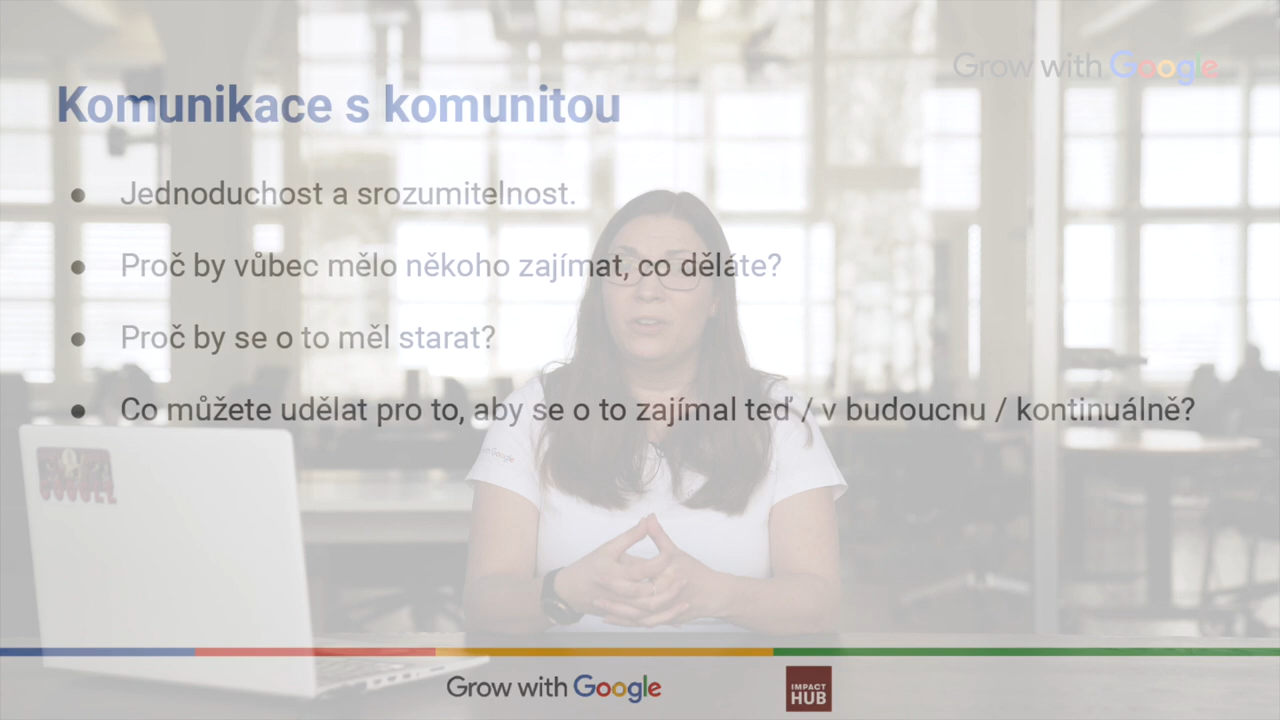 Grow with Google
Komunikace s komunitou
Jednoduchost a srozumitelnost.
Proč by vůbec mělo někoho zajímat, co děláte?
Proč by se o to měl starat?
Co můžete udělat pro to, aby se o to zajímal teď / v budoucnu / kontinuálně?
Google
Grow with Google
IMPACT
HUB